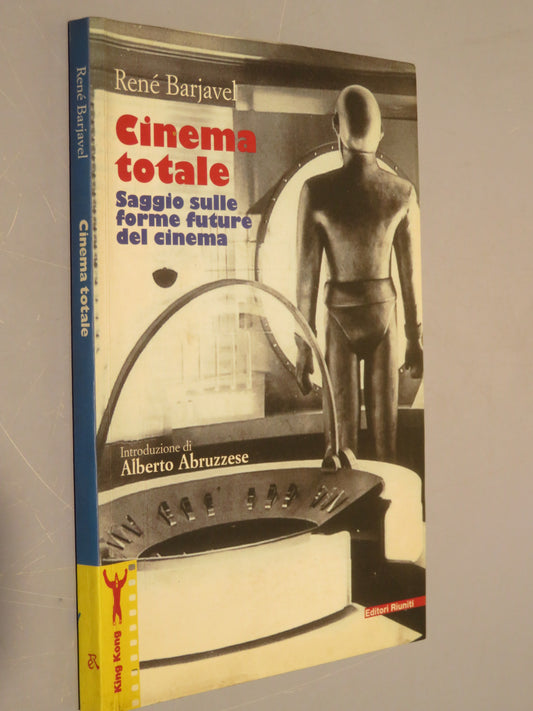 René Barjavel
Cinema
totale
Saggio sulle
forme future
del cinema
Introduzione di
Alberto Abruzzese
Editori Riuniti
King Kong
René Barjavel
Cinema totale